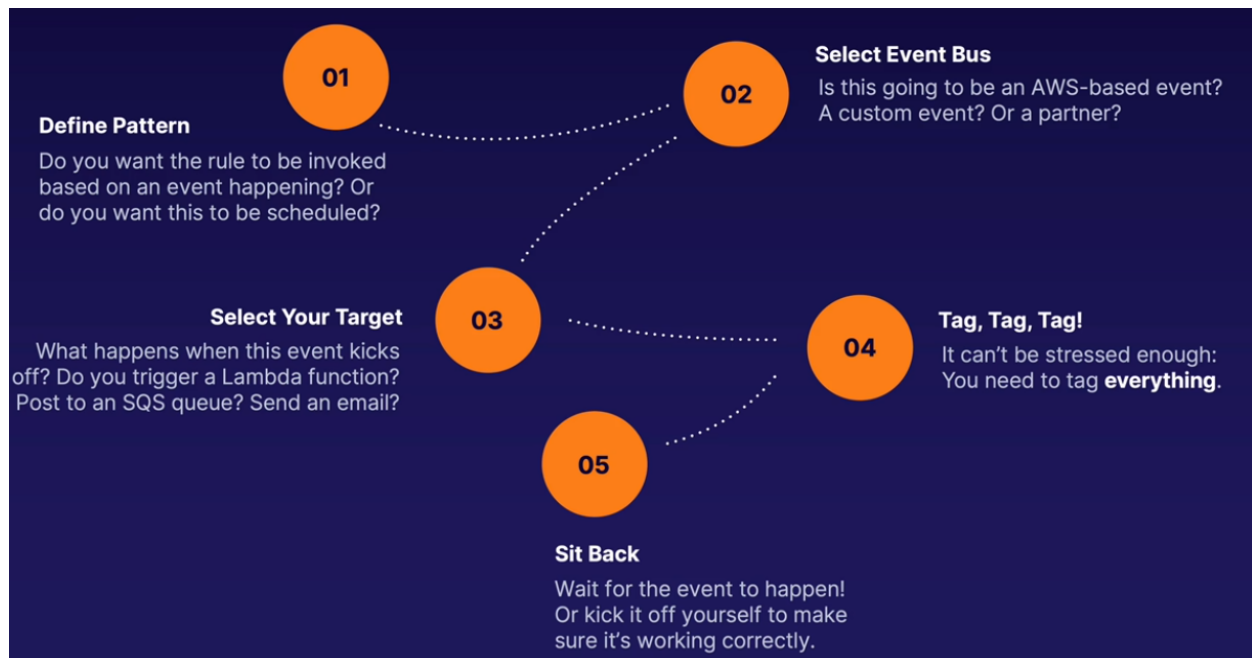 01
Define Pattern
Do you want the rule to be invoked
based on an event happening? Or
do you want this to be scheduled?
02
Select Event Bus
Is this going to be an AWS-based event?
A custom event? Or a partner?
03
Select Your Target
What happens when this event kicks
off? Do you trigger a Lambda function?
Post to an SQS queue? Send an email?
04
Tag, Tag, Tag!
It can’t be stressed enough:
You need to tag everything.
05
Sit Back
Wait for the event to happen!
Or kick it off yourself to make
sure it’s working correctly.